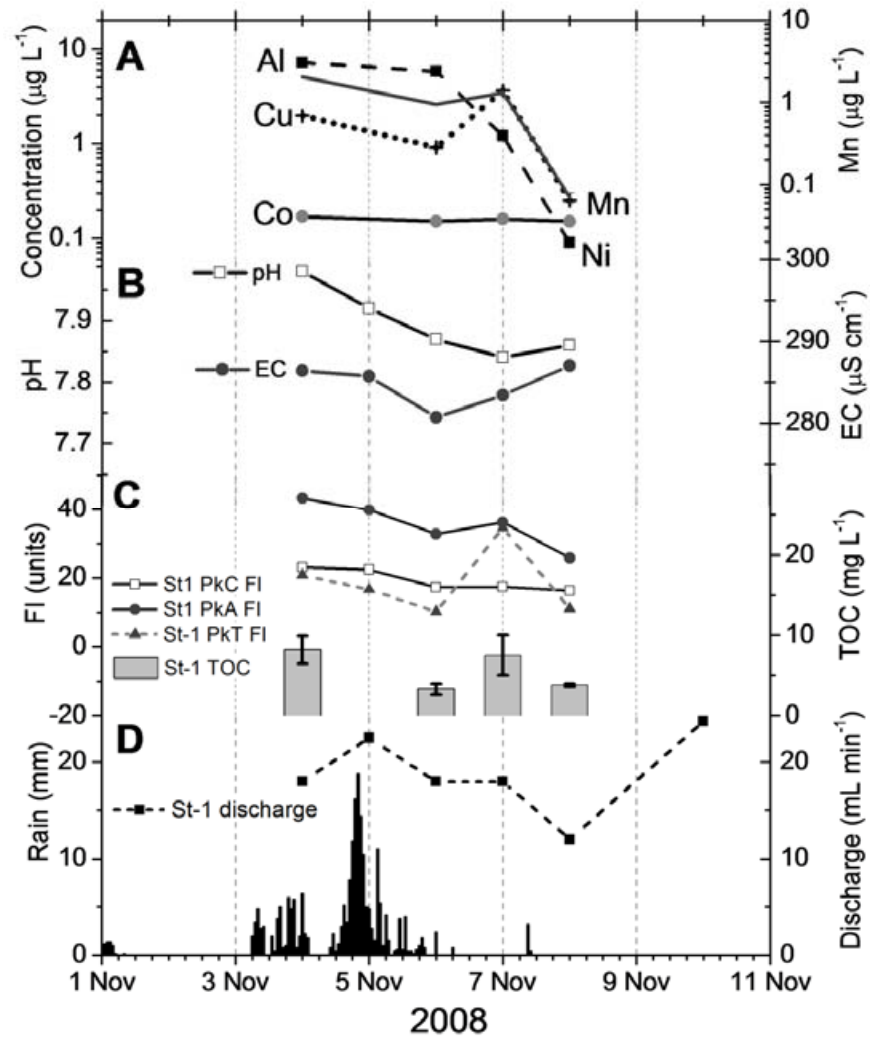 A
Concentration (µg L⁻¹)
10
1
0.1
Al
Cu
Co
Mn
Ni
10
1
0.1
Mn (µg L⁻¹)
B
pH
EC
pH
7.9
7.8
7.7
300
290
280
EC (µS cm⁻¹)
C
FI (units)
40
20
0
-20
St1 PkC FI
St1 PkA FI
St-1 PkT FI
St-1 TOC
20
10
0
TOC (mg L⁻¹)
D
Rain (mm)
20
10
0
St-1 discharge
20
10
0
Discharge (mL min⁻¹)
1 Nov 3 Nov 5 Nov 7 Nov 9 Nov 11 Nov
2008